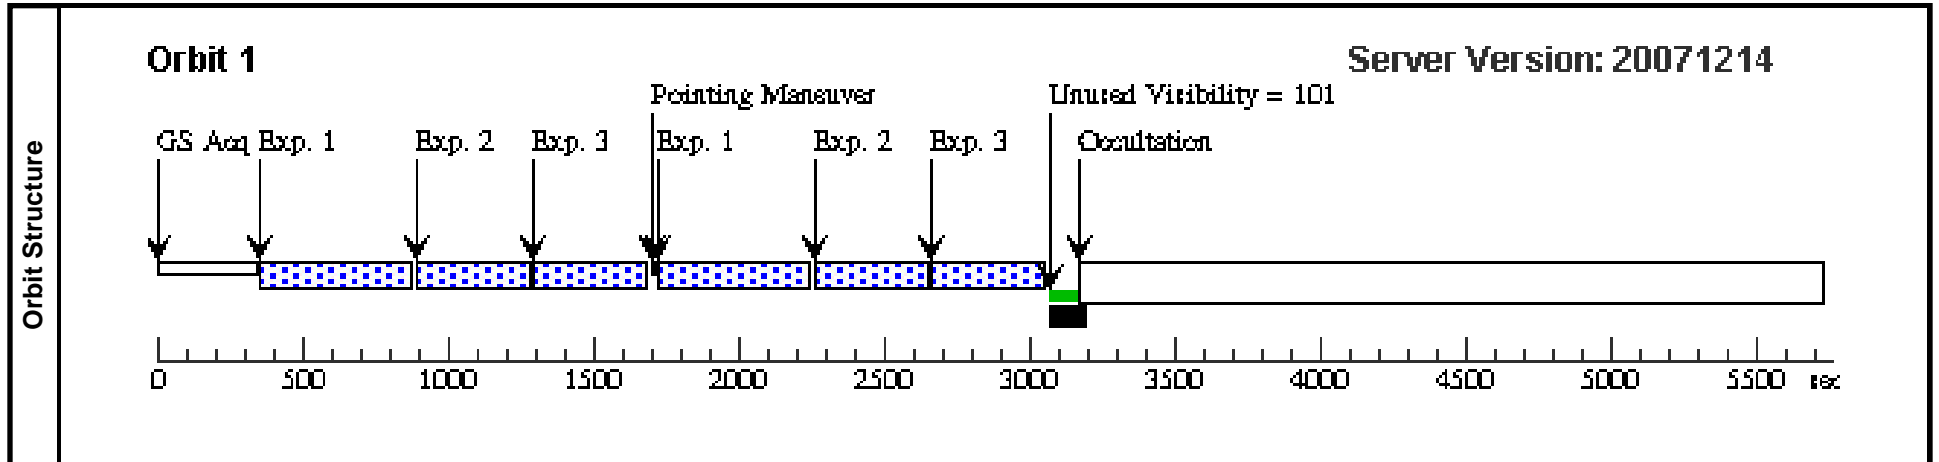 Orbit Structure
Orbit 1
Server Version: 20071214
Pointing Maneuver
Unused Visibility = 101
GS Acq
Exp. 1
Exp. 2
Exp. 3
Exp. 1
Exp. 2
Exp. 3
Occultation
0 500 1000 1500 2000 2500 3000 3500 4000 4500 5000 5500 sec